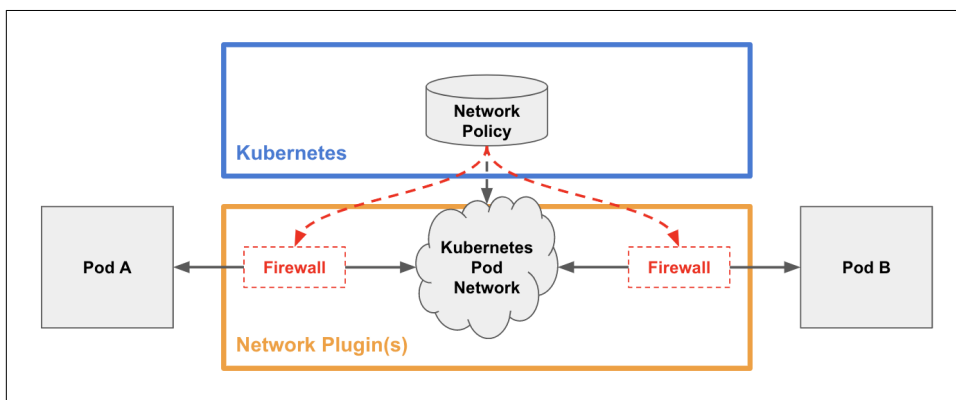 Network
Policy
Kubernetes
Pod A
Firewall
Kubernetes
Pod
Network
Firewall
Pod B
Network Plugin(s)